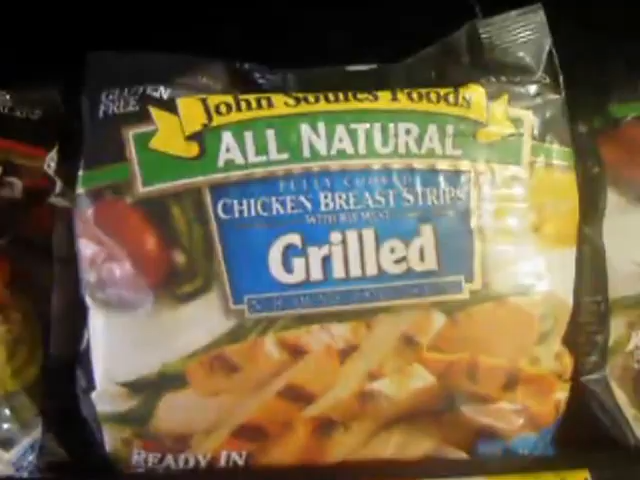 GLUTEN
FREE
John Soules Foods
ALL NATURAL
FULLY COOKED
CHICKEN BREAST STRIPS
WITH RIB MEAT
Grilled
READY IN